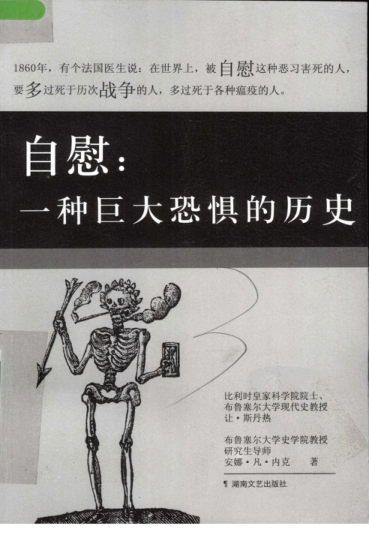 1860年，有个法国医生说：在世界上，被自慰这种恶习害死的人，
要多过死于历次战争的人，多过死于各种瘟疫的人。
自慰：
一种巨大恐惧的历史
比利时皇家科学院院士、
布鲁塞尔大学现代史教授
让·斯丹热
布鲁塞尔大学史学院教授
研究生导师
安娜·凡·内克 著
湖南文艺出版社